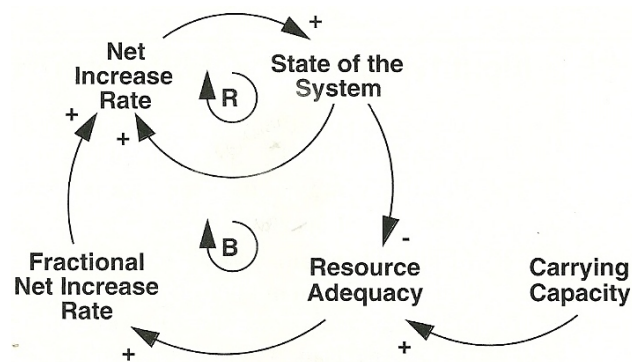 +
Net
Increase
Rate
State of the
System
R
+
+
B
-
Fractional
Net Increase
Rate
Resource
Adequacy
Carrying
Capacity
+
+